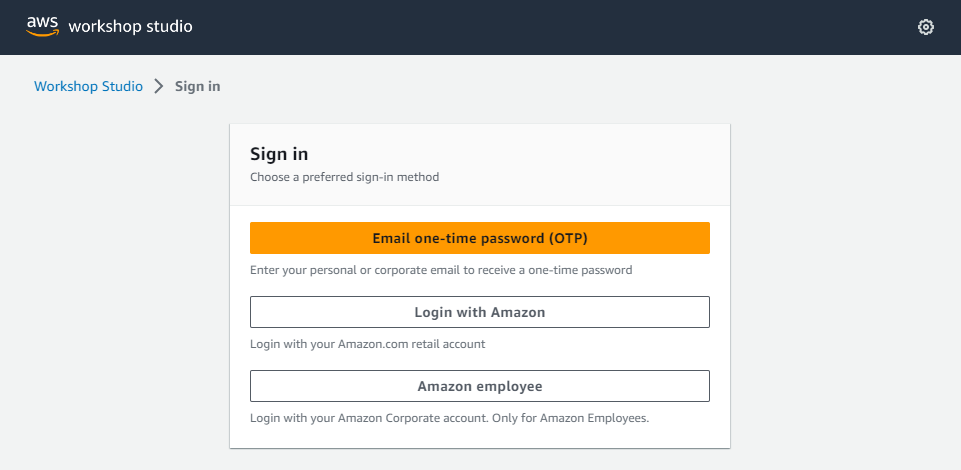 aws workshop studio
Workshop Studio > Sign in
Sign in
Choose a preferred sign-in method
Email one-time password (OTP)
Enter your personal or corporate email to receive a one-time password
Login with Amazon
Login with your Amazon.com retail account
Amazon employee
Login with your Amazon Corporate account. Only for Amazon Employees.